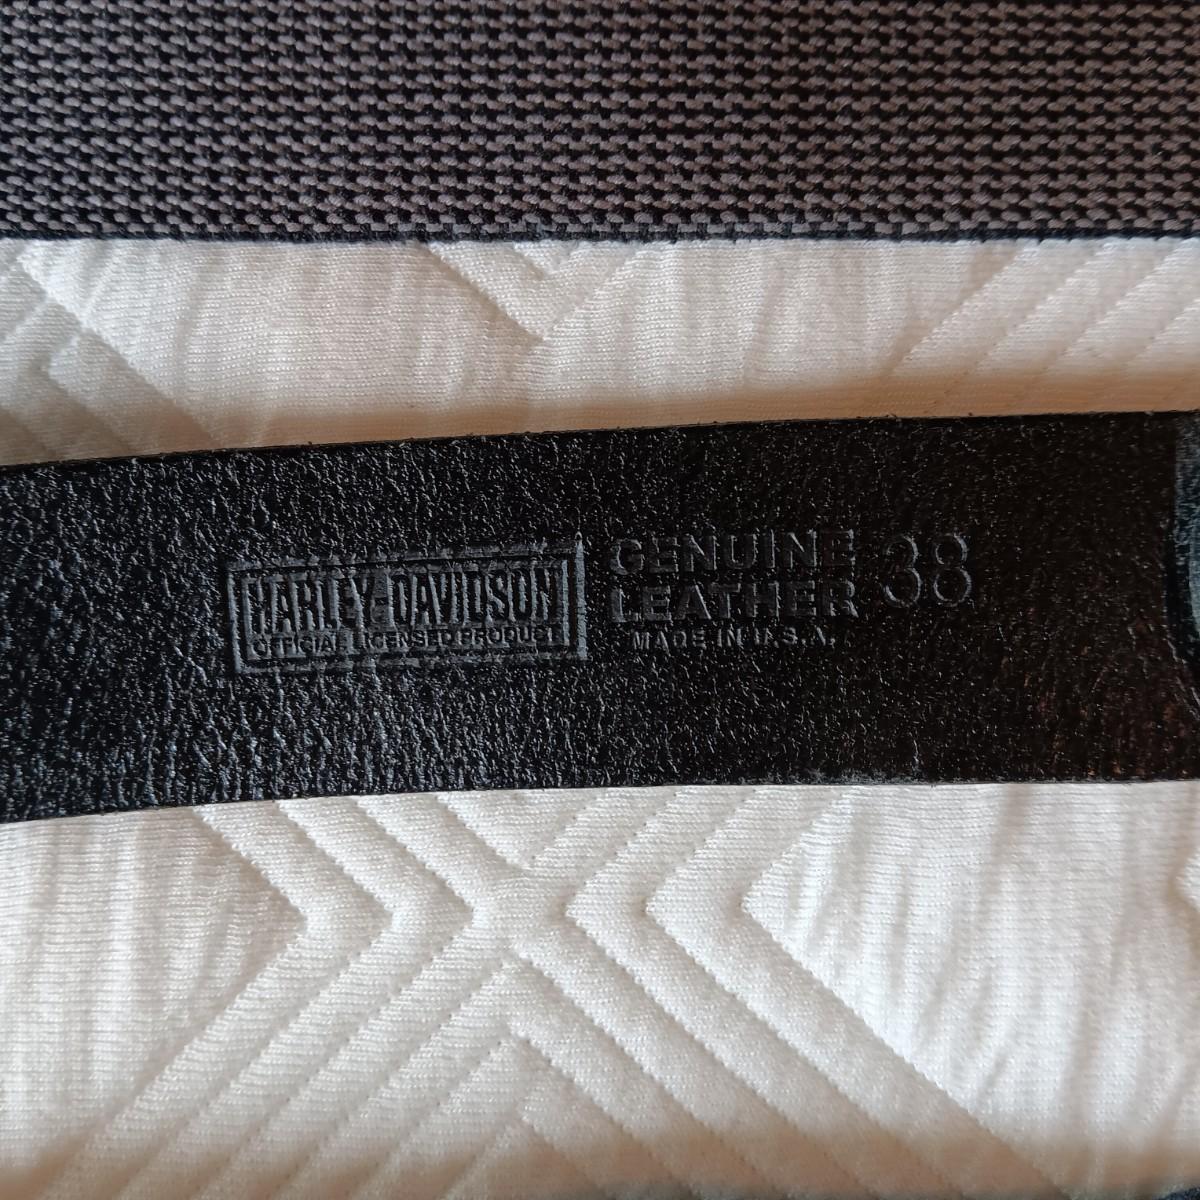 HARLEY-DAVIDSON
OFFICIAL LICENSED PRODUCT
GENUINE
LEATHER
MADE IN U.S.A.
38